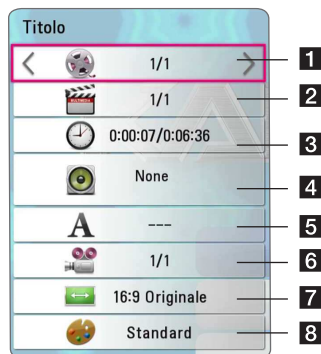 Titolo
1/1 1
1/1 2
0:00:07/0:06:36 3
None 4
A --- 5
1/1 6
16:9 Originale 7
Standard 8